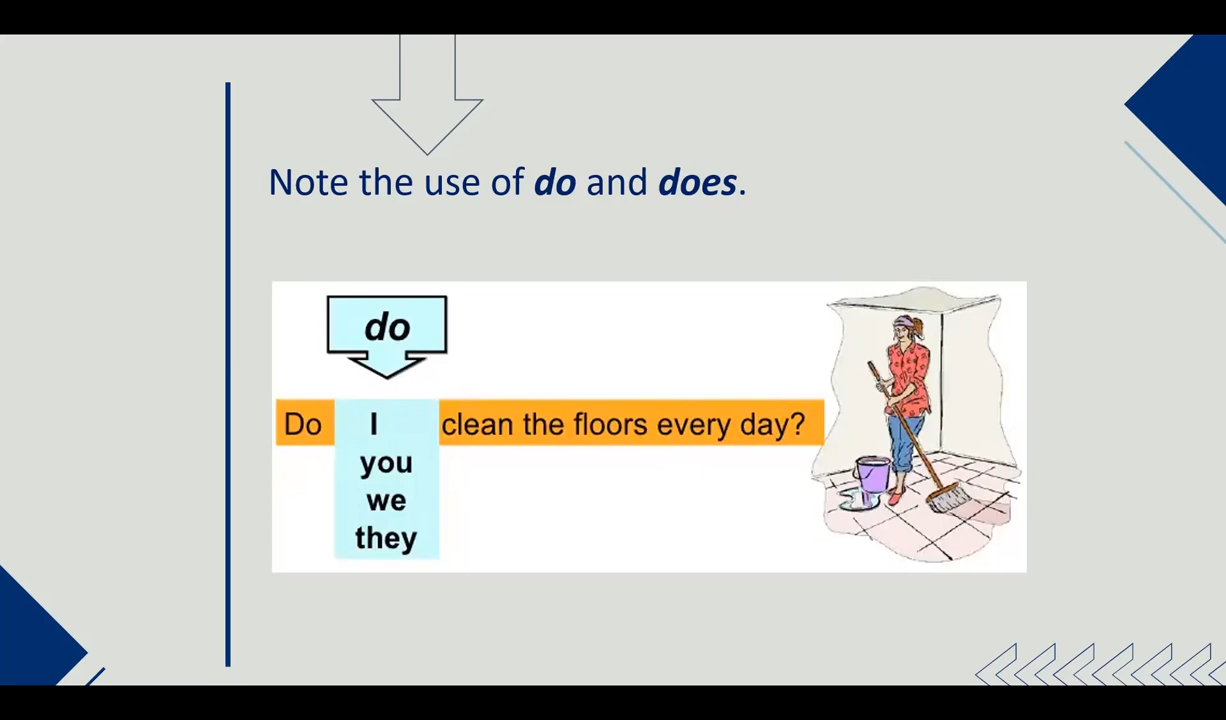 Note the use of do and does.
do
Do I clean the floors every day?
you
we
they